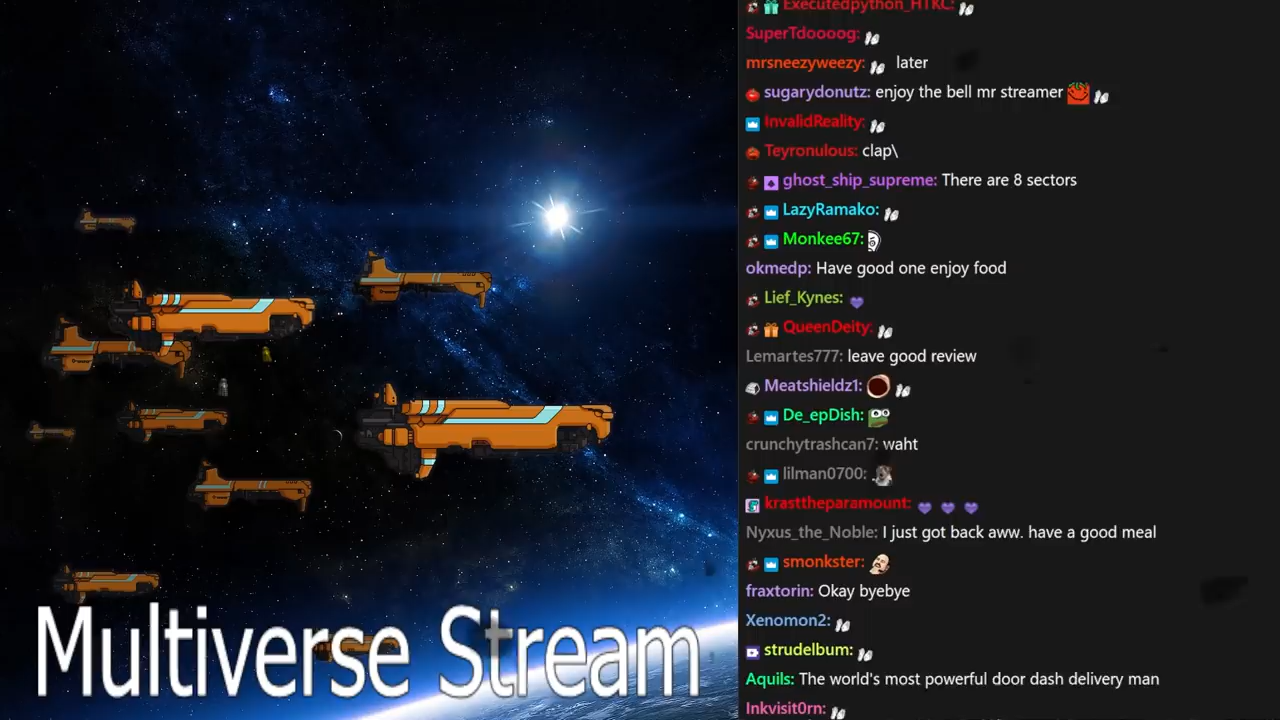 Executedpython_HTKC:
SuperTdoooog:
mrsneezyweezy: later
sugarydonutz: enjoy the bell mr streamer
InvalidReality:
Teyronulous: clap\
ghost_ship_supreme: There are 8 sectors
LazyRamako:
Monkee67:
okmedp: Have good one enjoy food
Lief_Kynes:
QueenDeity:
Lemartes777: leave good review
Meatshieldz1:
De_epDish:
crunchytrashcan7: waht
lilman0700:
krasttheparamount:
Nyxus_the_Noble: I just got back aww. have a good meal
smonkster:
fraxtorin: Okay byebye
Xenomon2:
strudelbum:
Aquils: The world's most powerful door dash delivery man
Inkvisit0rn:
Multiverse Stream